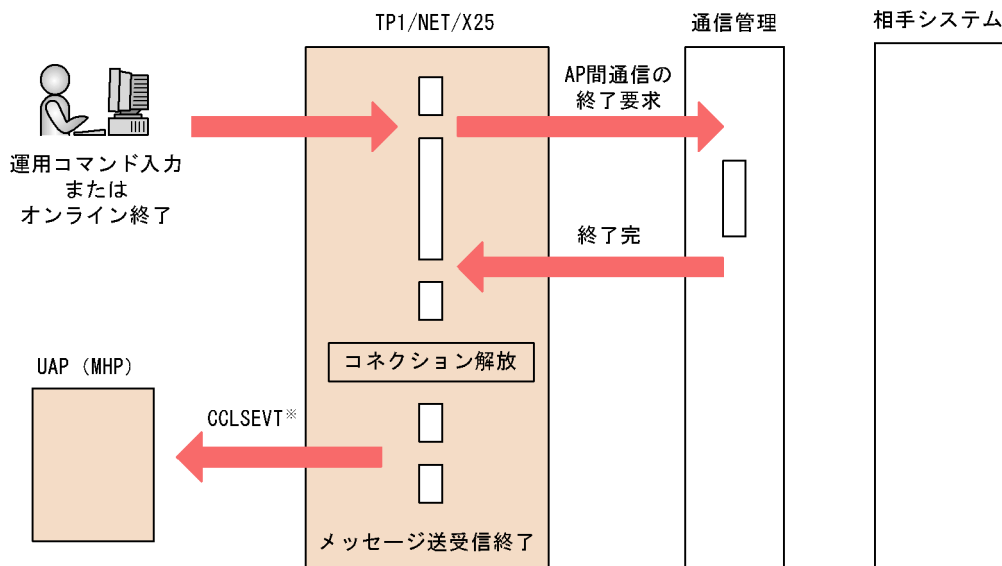 TP1/NET/X25
通信管理
相手システム
AP間通信の
終了要求
運用コマンド入力
または
オンライン終了
終了完
コネクション解放
UAP（MHP）
CCLSEVT※
メッセージ送受信終了